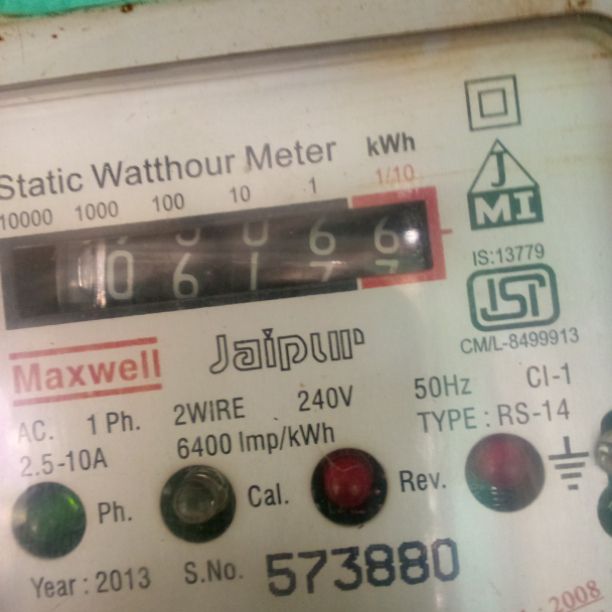 Static Watthour Meter kWh
10000 1000 100 10 1 1/10
Maxwell Jaipur
J
MI
IS:13779
ISI
CM/L-8499913
AC. 1 Ph. 2WIRE 240V 50Hz CI-1
2.5-10A 6400 Imp/kWh TYPE : RS-14
Ph. Cal. Rev.
Year : 2013 S.No. 573880
2008